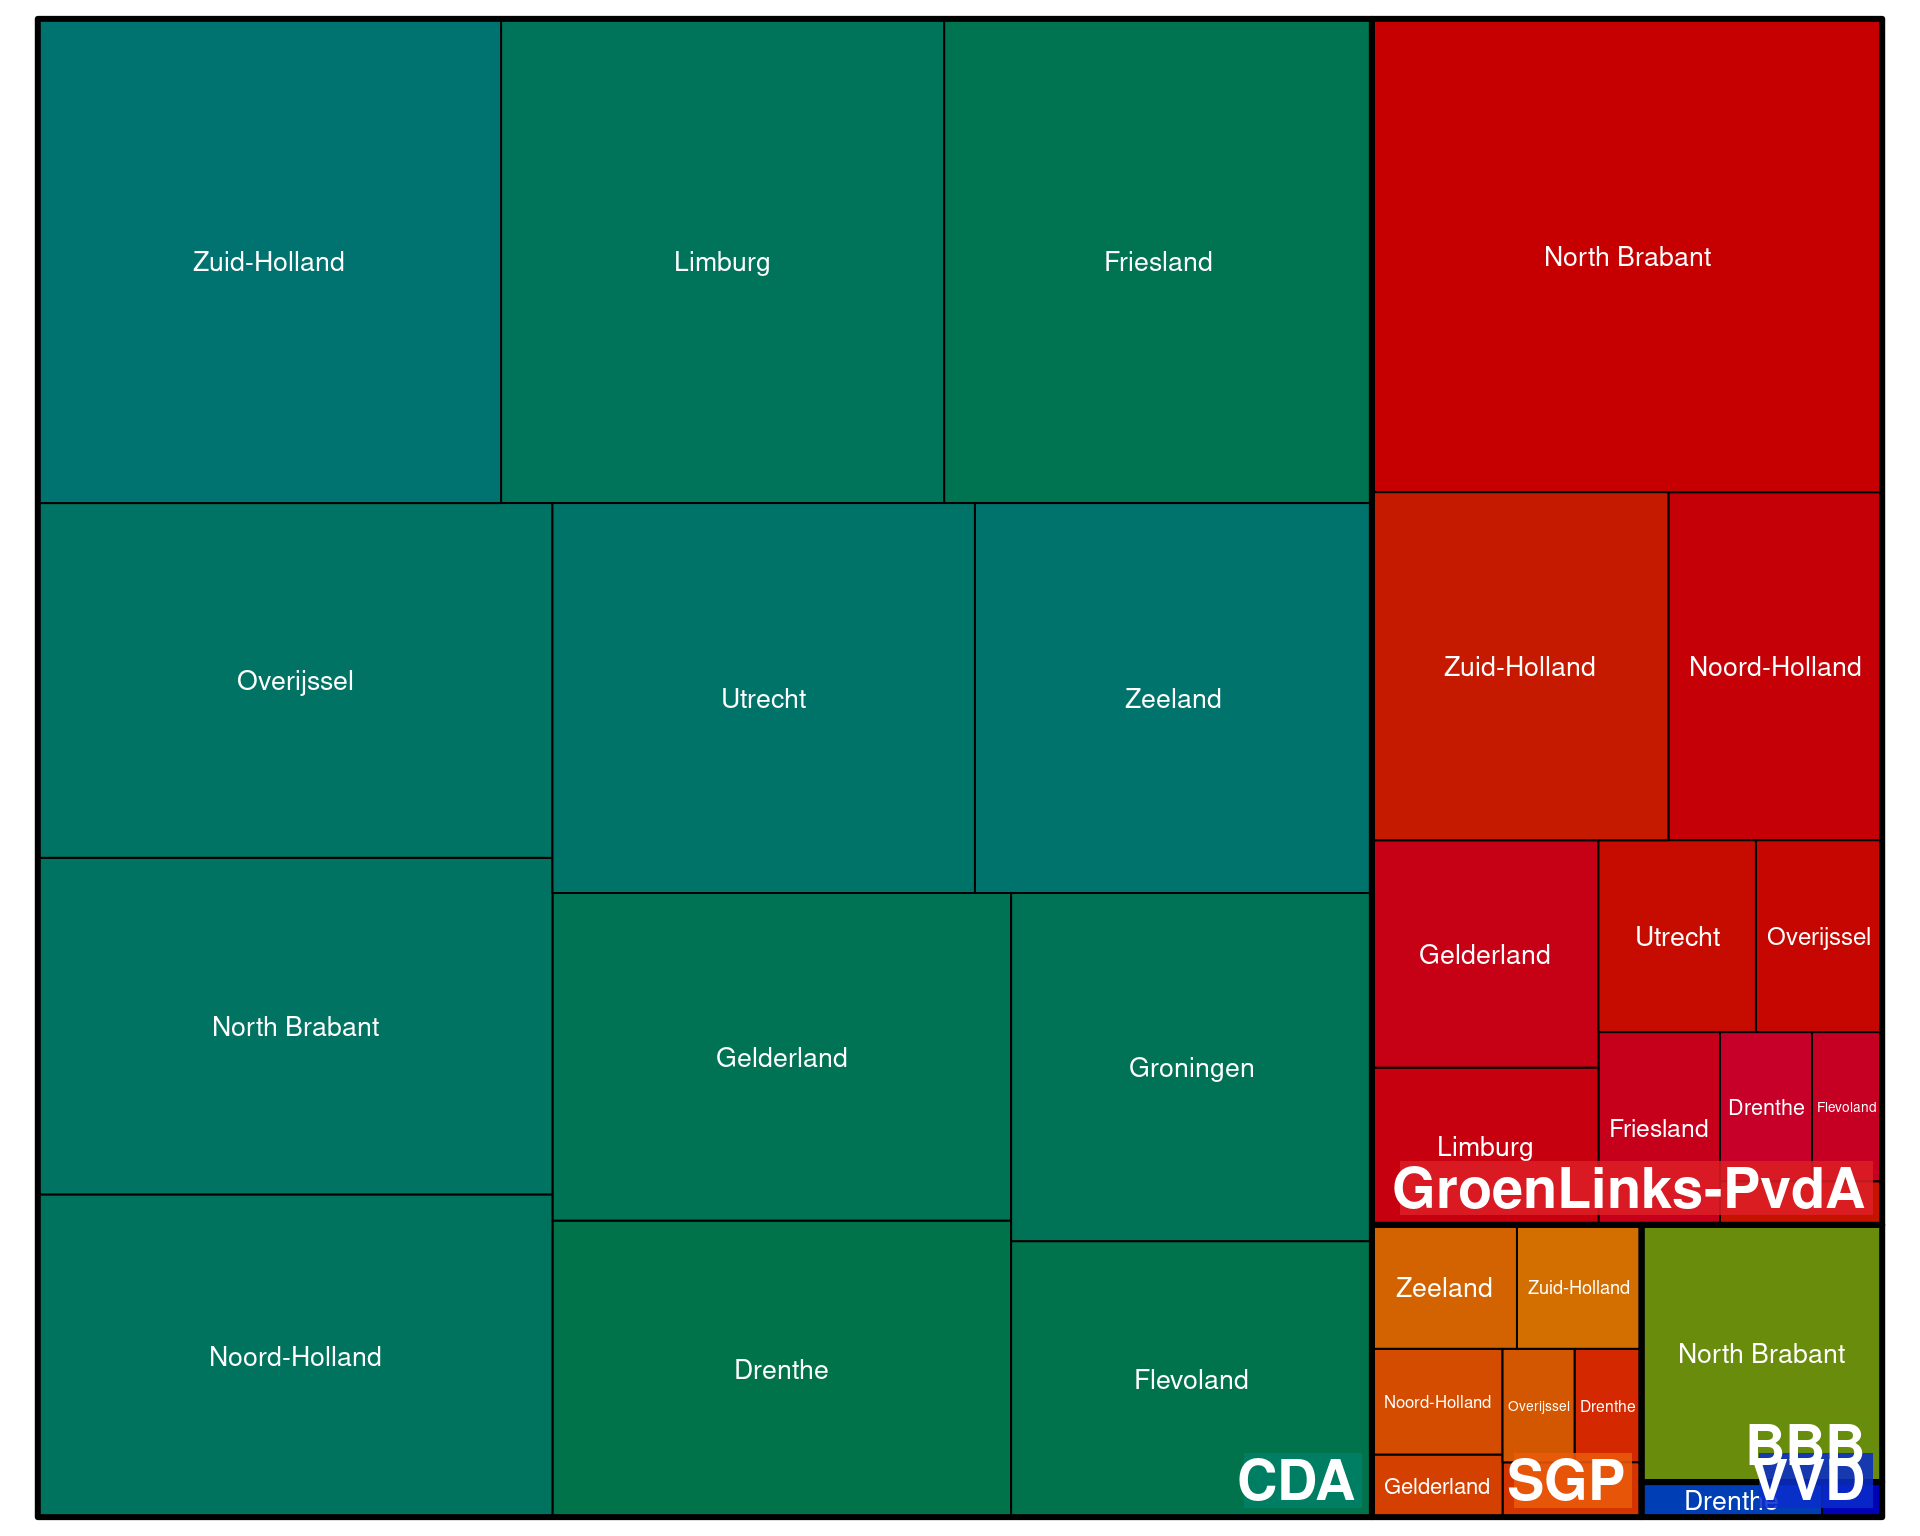 Zuid-Holland
Limburg
Friesland
Overijssel
Utrecht
Zeeland
North Brabant
Gelderland
Groningen
Noord-Holland
Drenthe
Flevoland
CDA
North Brabant
Zuid-Holland
Noord-Holland
Gelderland
Utrecht
Overijssel
Limburg
Friesland
Drenthe
Flevoland
GroenLinks-PvdA
Zeeland
Zuid-Holland
Noord-Holland
Overijssel
Drenthe
Gelderland
SGP
North Brabant
BBB
Drenthe
VVD